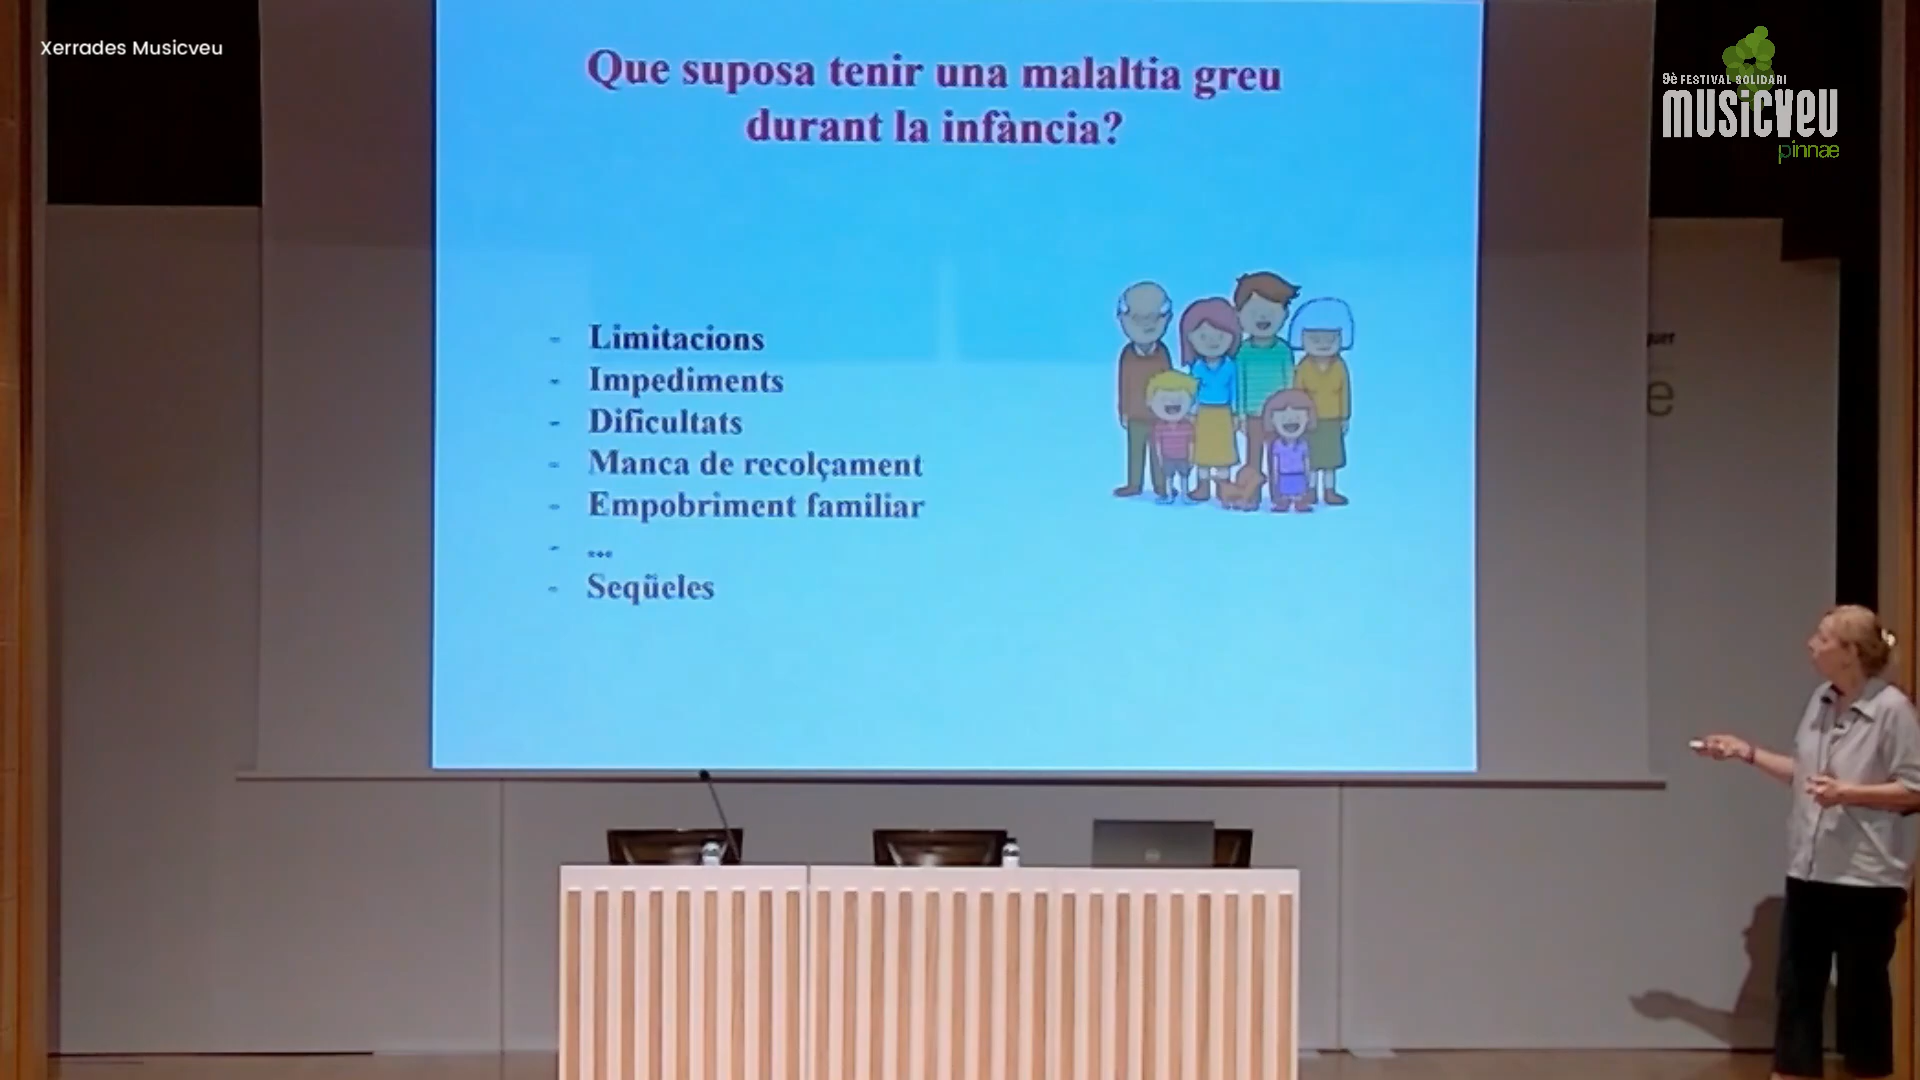 Xerrades Musicveu
9è FESTIVAL SOLIDARI
musicveu
pinnae
Que suposa tenir una malaltia greu
durant la infància?
- Limitacions
- Impediments
- Dificultats
- Manca de recolçament
- Empobriment familiar
- ...
- Seqüeles